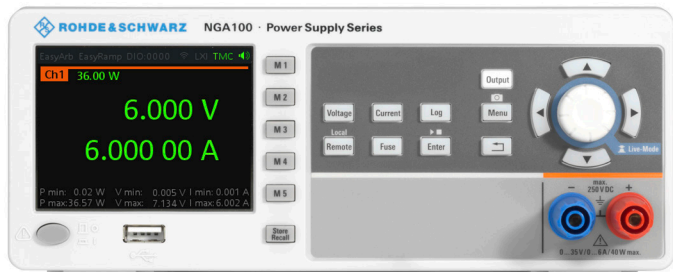 ROHDE&SCHWARZ NGA100 · Power Supply Series
EasyArb EasyRamp DIO:0000 LXI TMC
Ch1 36.00 W
6.000 V
6.000 00 A
P min: 0.02 W V min: 0.005 V I min: 0.001 A
P max:36.57 W V max: 7.134 V I max:6.002 A
M 1
M 2
M 3
M 4
M 5
Store
Recall
Output
Voltage Current Log Menu
Local
Remote Fuse Enter
Live-Mode
max.
250 V DC
− +
0...35 V/0...6 A/40 W max.